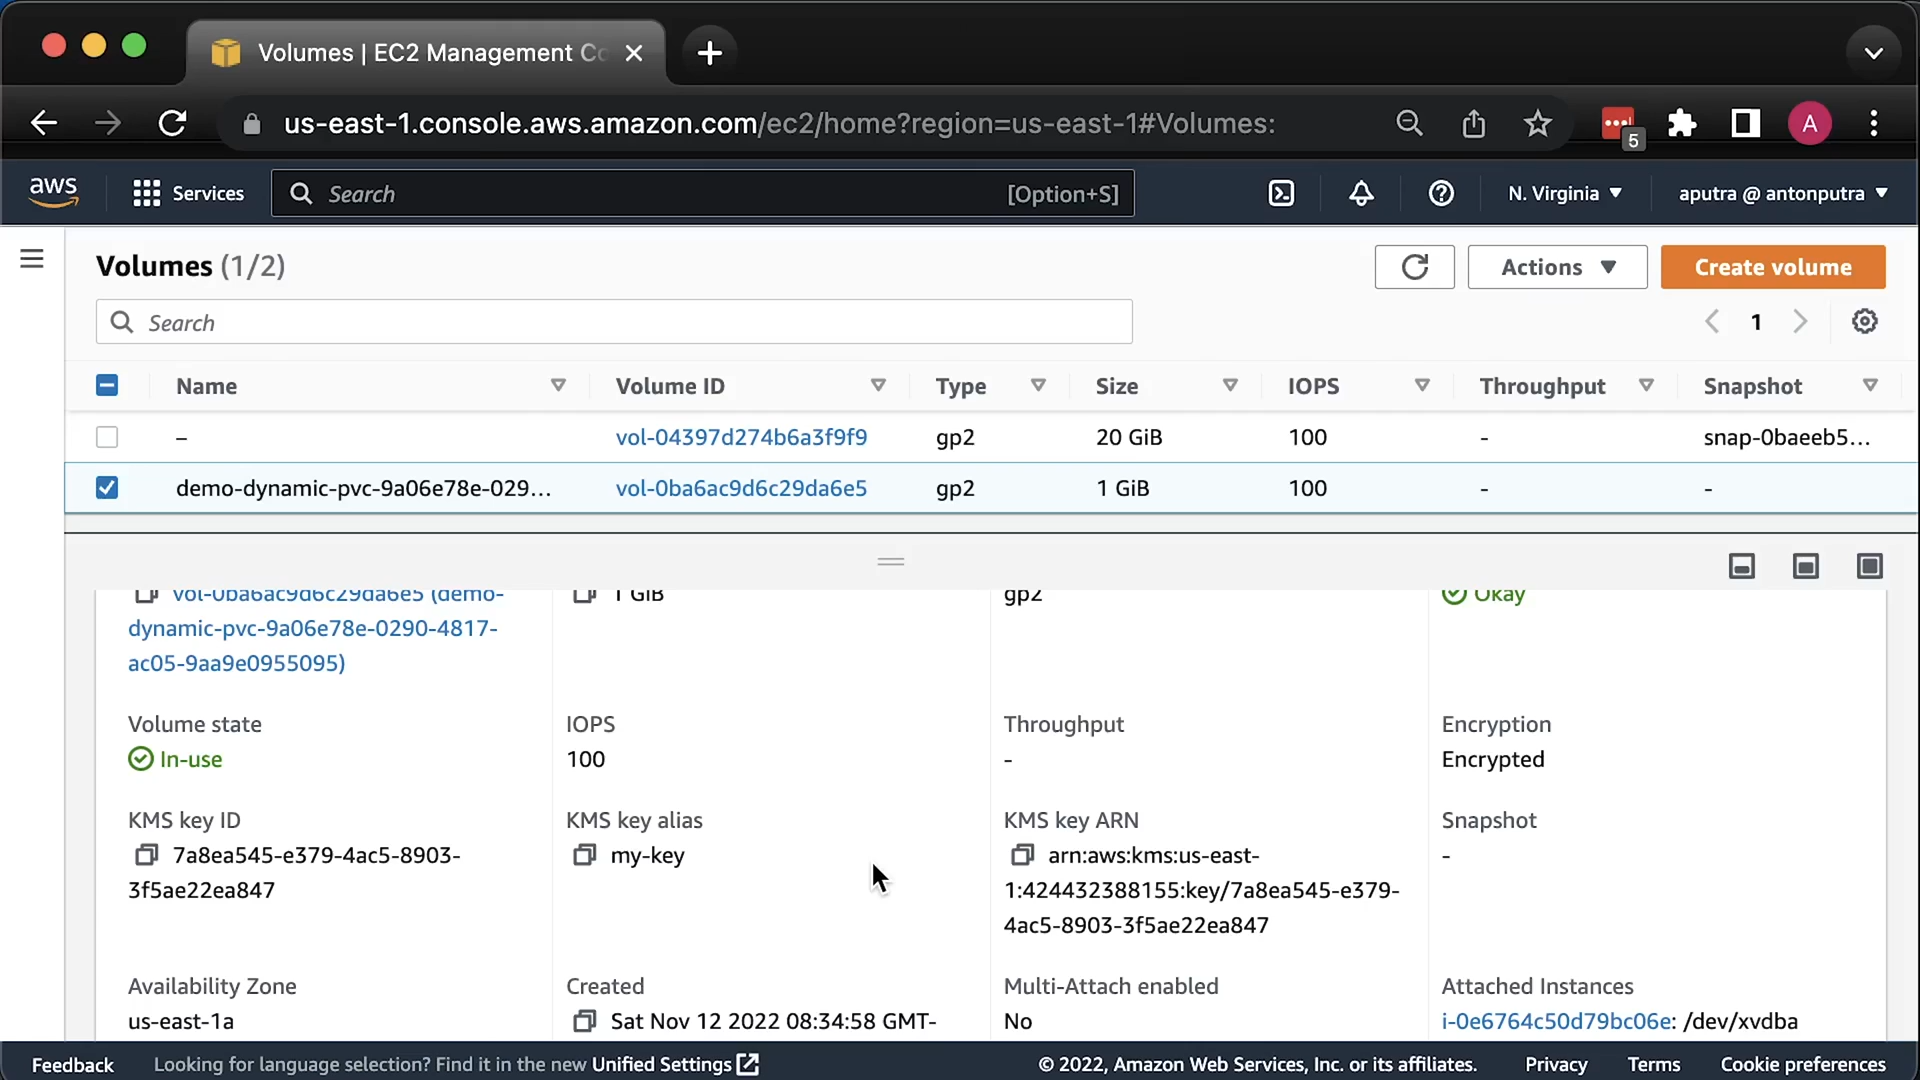 Volumes | EC2 Management Co
us-east-1.console.aws.amazon.com/ec2/home?region=us-east-1#Volumes:
5
A
aws
Services
Search
[Option+S]
N. Virginia
aputra @ antonputra
Volumes (1/2)
Actions
Create volume
Search
1
Name Volume ID Type Size IOPS Throughput Snapshot
– vol-04397d274b6a3f9f9 gp2 20 GiB 100 - snap-0baeeb5...
demo-dynamic-pvc-9a06e78e-029... vol-0ba6ac9d6c29da6e5 gp2 1 GiB 100 - -
vol-0ba6ac9d6c29da6e5 (demo-
dynamic-pvc-9a06e78e-0290-4817-
ac05-9aa9e0955095)
1 GiB
gp2
Okay
Volume state
In-use
IOPS
100
Throughput
-
Encryption
Encrypted
KMS key ID
7a8ea545-e379-4ac5-8903-
3f5ae22ea847
KMS key alias
my-key
KMS key ARN
arn:aws:kms:us-east-
1:424432388155:key/7a8ea545-e379-
4ac5-8903-3f5ae22ea847
Snapshot
-
Availability Zone
us-east-1a
Created
Sat Nov 12 2022 08:34:58 GMT-
Multi-Attach enabled
No
Attached Instances
i-0e6764c50d79bc06e: /dev/xvdba
Feedback
Looking for language selection? Find it in the new Unified Settings
© 2022, Amazon Web Services, Inc. or its affiliates.
Privacy
Terms
Cookie preferences